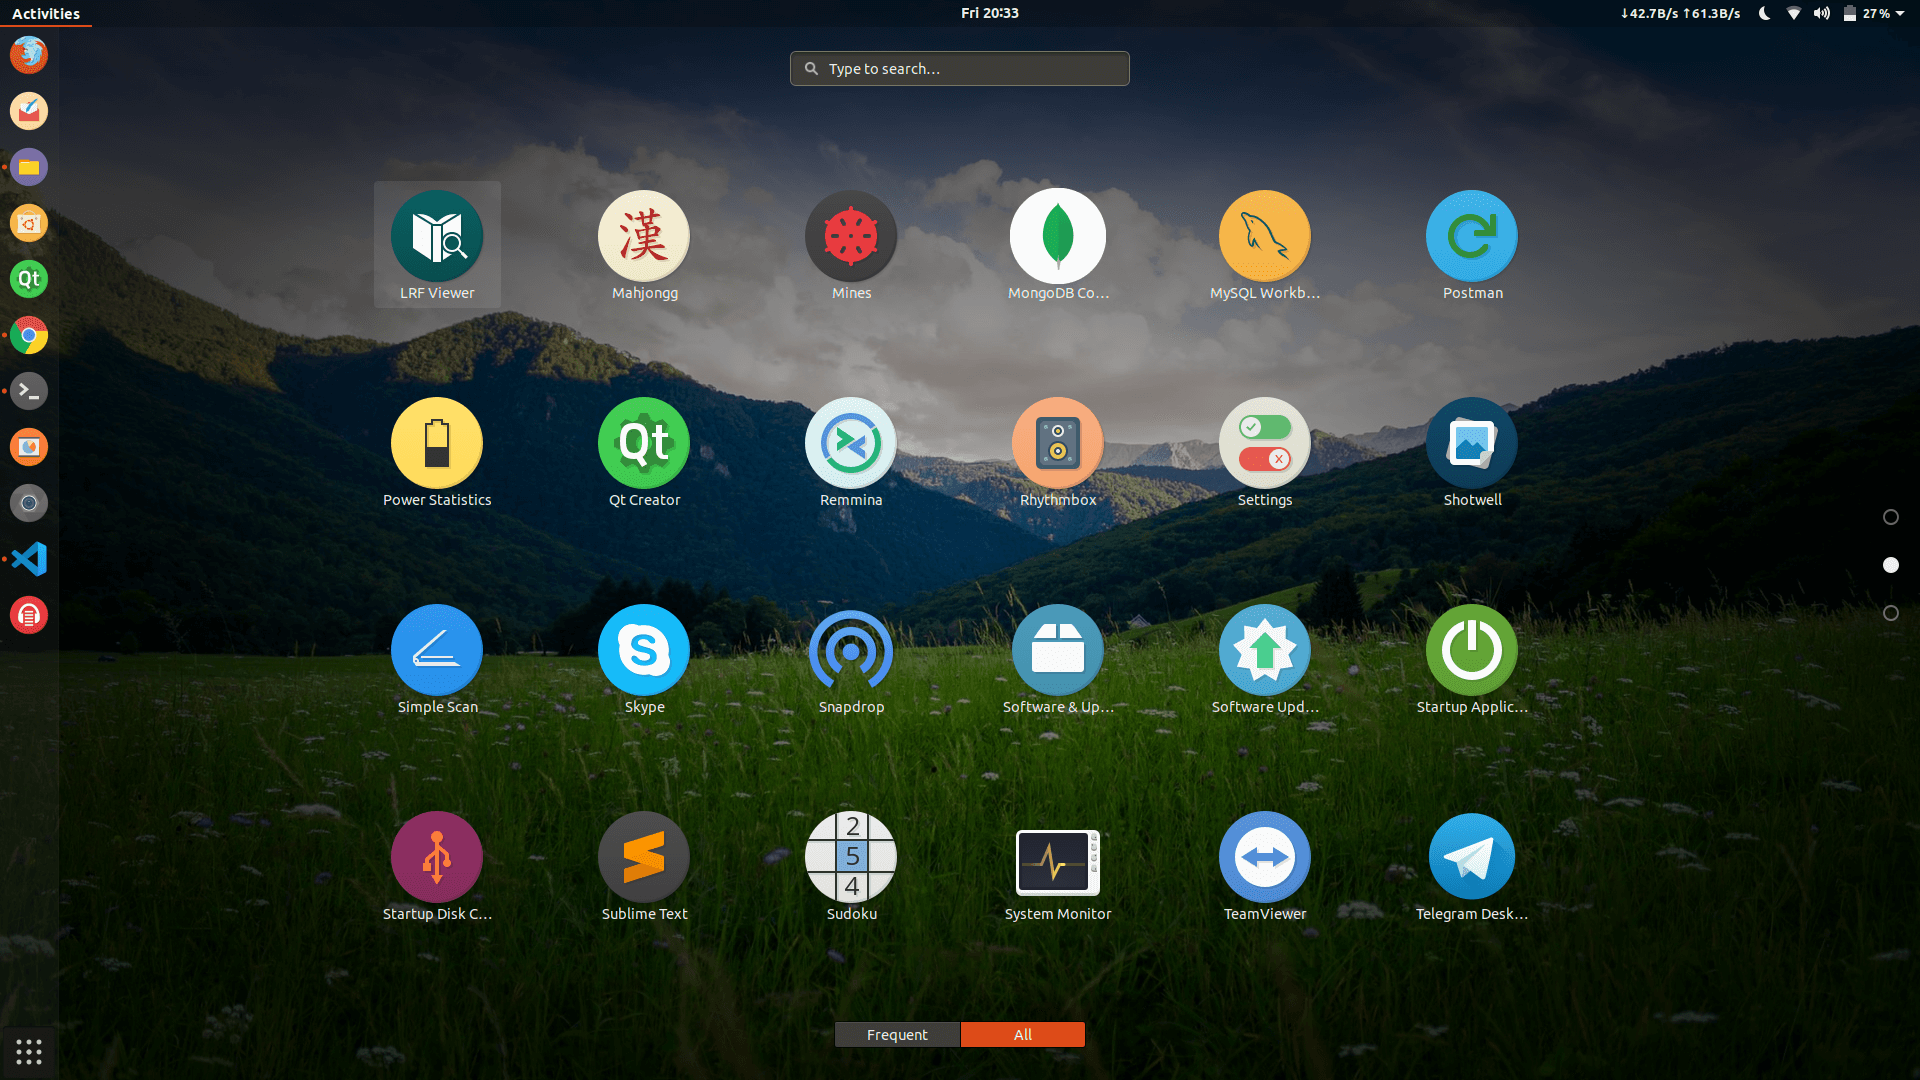 Activities
Fri 20:33
↓42.7B/s ↑61.3B/s
27 %
Type to search…
LRF Viewer
漢
Mahjongg
Mines
MongoDB Co…
MySQL Workb…
Postman
Qt
Power Statistics
Qt
Qt Creator
Remmina
Rhythmbox
Settings
Shotwell
Simple Scan
S
Skype
Snapdrop
Software & Up…
Software Upd…
Startup Applic…
Startup Disk C…
Sublime Text
2
5
4
Sudoku
System Monitor
TeamViewer
Telegram Desk…
Frequent
All